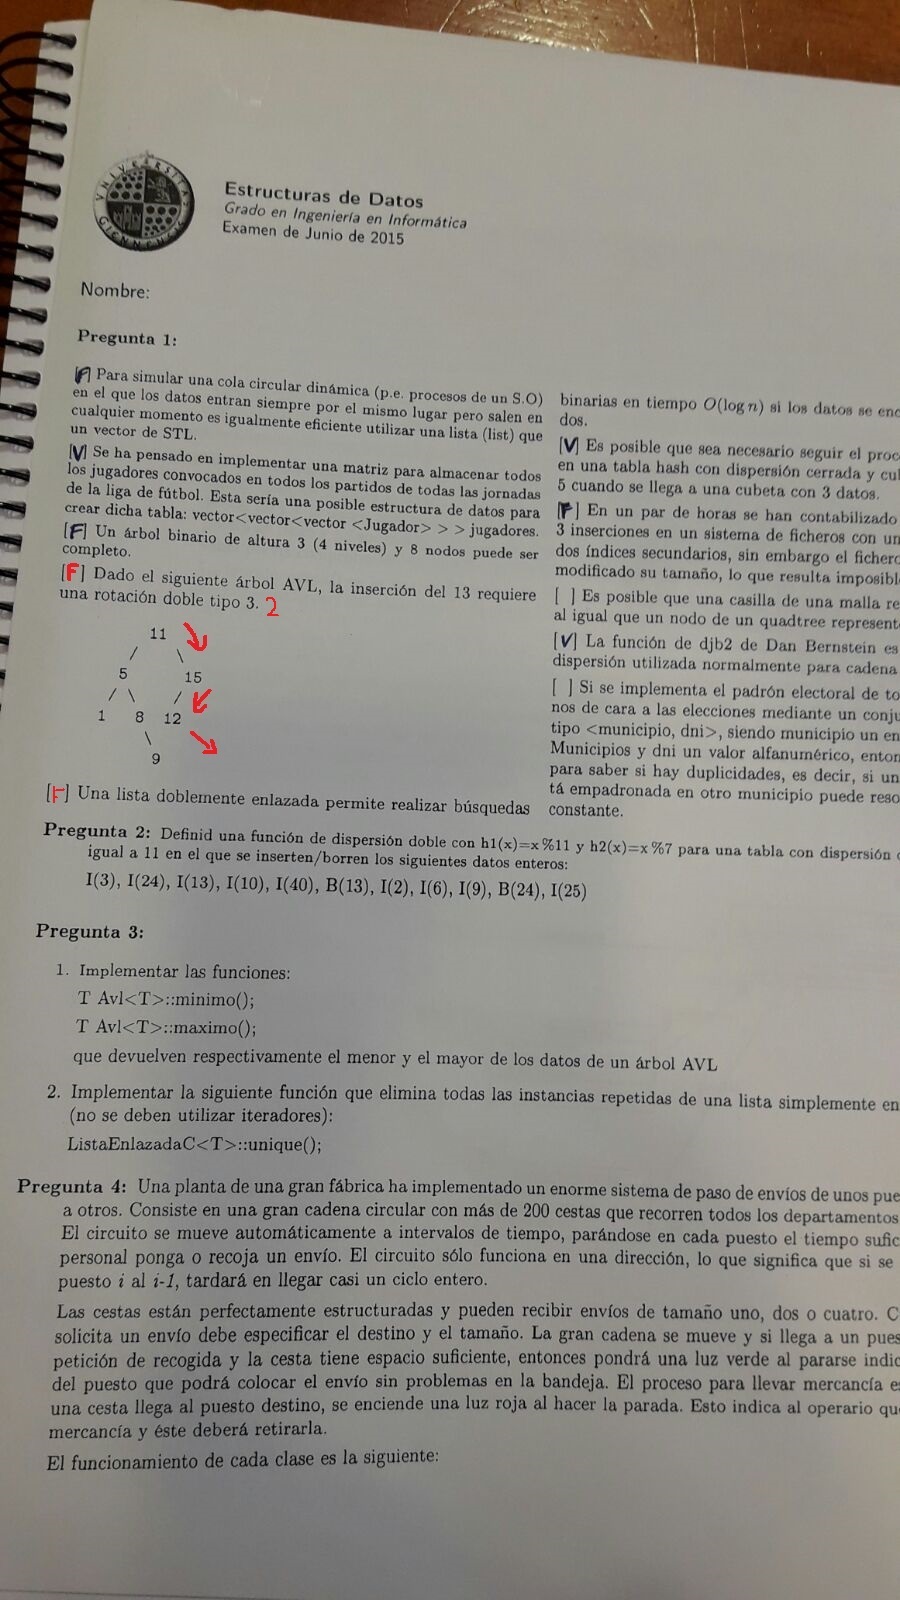 UNIVERSITAS GIENNENSIS
Estructuras de Datos
Grado en Ingeniería en Informática
Examen de Junio de 2015
Nombre:
Pregunta 1:
[F] Para simular una cola circular dinámica (p.e. procesos de un S.O)
en el que los datos entran siempre por el mismo lugar pero salen en
cualquier momento es igualmente eficiente utilizar una lista (list) que
un vector de STL.
[V] Se ha pensado en implementar una matriz para almacenar todos
los jugadores convocados en todos los partidos de todas las jornadas
de la liga de fútbol. Esta sería una posible estructura de datos para
crear dicha tabla: vector<vector<vector <Jugador> > > jugadores.
[F] Un árbol binario de altura 3 (4 niveles) y 8 nodos puede ser
completo.
[F] Dado el siguiente árbol AVL, la inserción del 13 requiere
una rotación doble tipo 3. 2
11
/ \
5 15
/ \ /
1 8 12
\
9
[F] Una lista doblemente enlazada permite realizar búsquedas
binarias en tiempo O(log n) si los datos se enc
dos.
[V] Es posible que sea necesario seguir el proc
en una tabla hash con dispersión cerrada y cu
5 cuando se llega a una cubeta con 3 datos.
[F] En un par de horas se han contabilizado
3 inserciones en un sistema de ficheros con un
dos índices secundarios, sin embargo el ficher
modificado su tamaño, lo que resulta imposibl
[ ] Es posible que una casilla de una malla re
al igual que un nodo de un quadtree represent
[V] La función de djb2 de Dan Bernstein es
dispersión utilizada normalmente para cadena
[ ] Si se implementa el padrón electoral de to
nos de cara a las elecciones mediante un conju
tipo <municipio, dni>, siendo municipio un en
Municipios y dni un valor alfanumérico, enton
para saber si hay duplicidades, es decir, si un
tá empadronada en otro municipio puede reso
constante.
Pregunta 2: Definid una función de dispersión doble con h1(x)=x%11 y h2(x)=x%7 para una tabla con dispersión
igual a 11 en el que se inserten/borren los siguientes datos enteros:
I(3), I(24), I(13), I(10), I(40), B(13), I(2), I(6), I(9), B(24), I(25)
Pregunta 3:
1. Implementar las funciones:
T Avl<T>::minimo();
T Avl<T>::maximo();
que devuelven respectivamente el menor y el mayor de los datos de un árbol AVL
2. Implementar la siguiente función que elimina todas las instancias repetidas de una lista simplemente en
(no se deben utilizar iteradores):
ListaEnlazadaC<T>::unique();
Pregunta 4: Una planta de una gran fábrica ha implementado un enorme sistema de paso de envíos de unos pue
a otros. Consiste en una gran cadena circular con más de 200 cestas que recorren todos los departamentos
El circuito se mueve automáticamente a intervalos de tiempo, parándose en cada puesto el tiempo sufic
personal ponga o recoja un envío. El circuito sólo funciona en una dirección, lo que significa que si se
puesto i al i-1, tardará en llegar casi un ciclo entero.
Las cestas están perfectamente estructuradas y pueden recibir envíos de tamaño uno, dos o cuatro. C
solicita un envío debe especificar el destino y el tamaño. La gran cadena se mueve y si llega a un pues
petición de recogida y la cesta tiene espacio suficiente, entonces pondrá una luz verde al pararse indic
del puesto que podrá colocar el envío sin problemas en la bandeja. El proceso para llevar mercancía e
una cesta llega al puesto destino, se enciende una luz roja al hacer la parada. Esto indica al operario qu
mercancía y éste deberá retirarla.
El funcionamiento de cada clase es la siguiente: